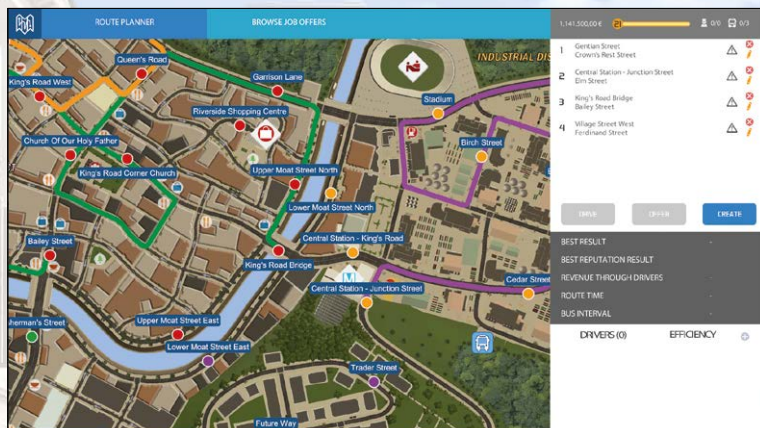 ROUTE PLANNER
BROWSE JOB OFFERS
1,141,500,00 €
21
0/0
0/3
Queen's Road
King's Road West
Garrison Lane
INDUSTRIAL DIS
Stadium
Riverside Shopping Centre
Church Of Our Holy Father
Birch Street
King's Road Corner Church
Upper Moat Street North
Lower Moat Street North
Bailey Street
Central Station - King's Road
King's Road Bridge
Cedar Street
Central Station - Junction Street
sherman's Street
Upper Moat Street East
Lower Moat Street East
Trader Street
Future Way
1
Gentian Street
Crown's Rest Street
2
Central Station - Junction Street
Elm Street
3
King's Road Bridge
Bailey Street
4
Village Street West
Ferdinand Street
DRIVE
OFFER
CREATE
BEST RESULT -
BEST REPUTATION RESULT -
REVENUE THROUGH DRIVERS -
ROUTE TIME -
BUS INTERVAL -
DRIVERS (0)
EFFICIENCY